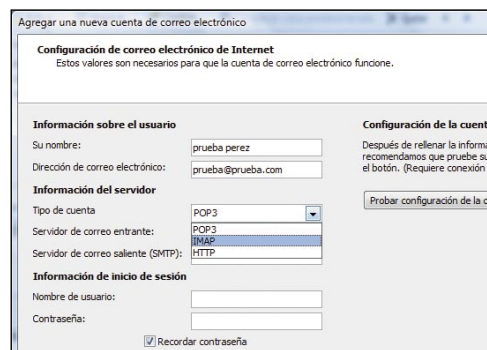 Agregar una nueva cuenta de correo electrónico
Configuración de correo electrónico de Internet
Estos valores son necesarios para que la cuenta de correo electrónico funcione.
Información sobre el usuario
Su nombre:
prueba perez
Dirección de correo electrónico:
prueba@prueba.com
Información del servidor
Tipo de cuenta
POP3
Servidor de correo entrante:
POP3
IMAP
Servidor de correo saliente (SMTP):
HTTP
Información de inicio de sesión
Nombre de usuario:
Contraseña:
Recordar contraseña
Configuración de la cuent
Después de rellenar la informa
recomendamos que pruebe su
el botón. (Requiere conexión
Probar configuración de la c